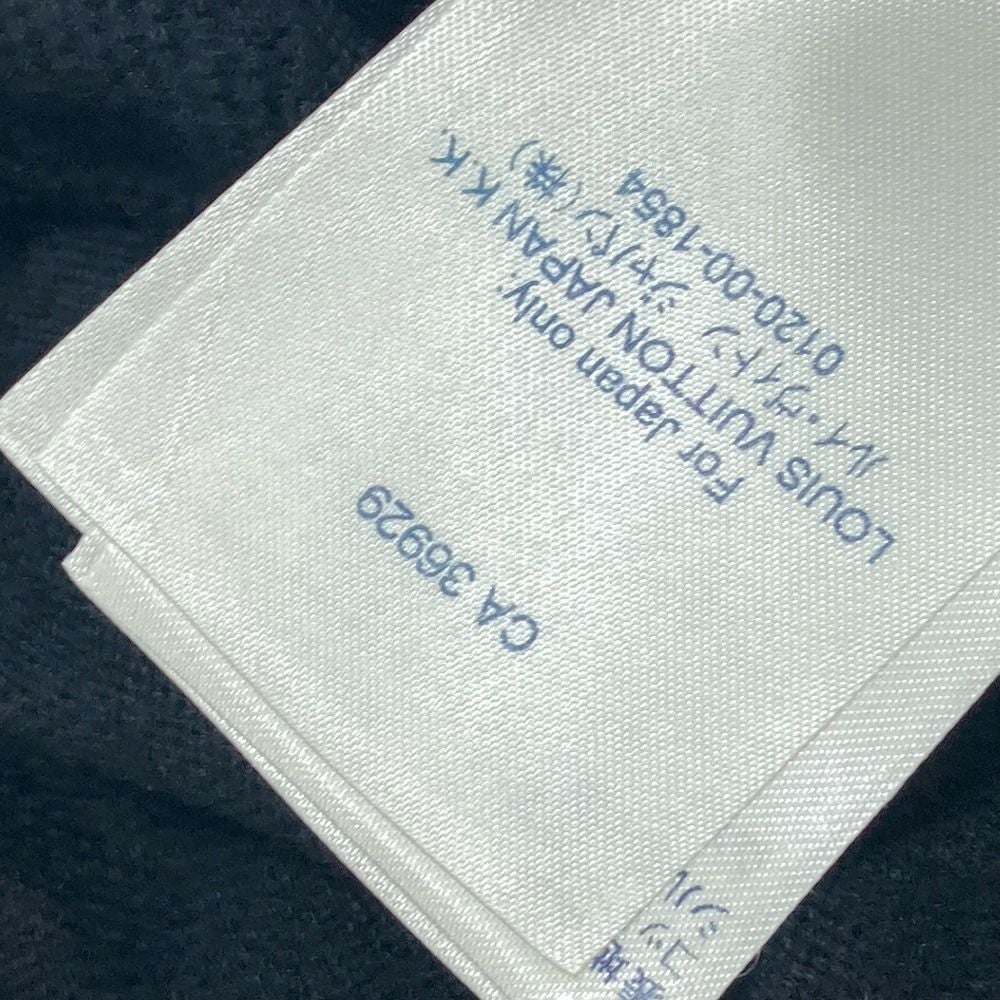 For Japan only:
LOUIS VUITTON JAPAN K.K.
ルイ・ヴィトン ジャパン(株)
0120-00-1854
CA 36929